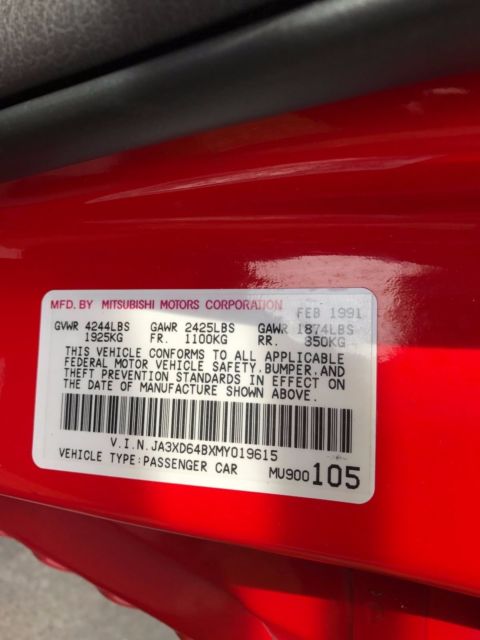 MFD. BY MITSUBISHI MOTORS CORPORATION FEB 1991
GVWR 4244LBS GAWR 2425LBS GAWR 1874LBS
1925KG FR. 1100KG RR. 850KG
THIS VEHICLE CONFORMS TO ALL APPLICABLE
FEDERAL MOTOR VEHICLE SAFETY, BUMPER, AND
THEFT PREVENTION STANDARDS IN EFFECT ON
THE DATE OF MANUFACTURE SHOWN ABOVE.
V.I.N. JA3XD64BXMY019615
VEHICLE TYPE:PASSENGER CAR MU900105